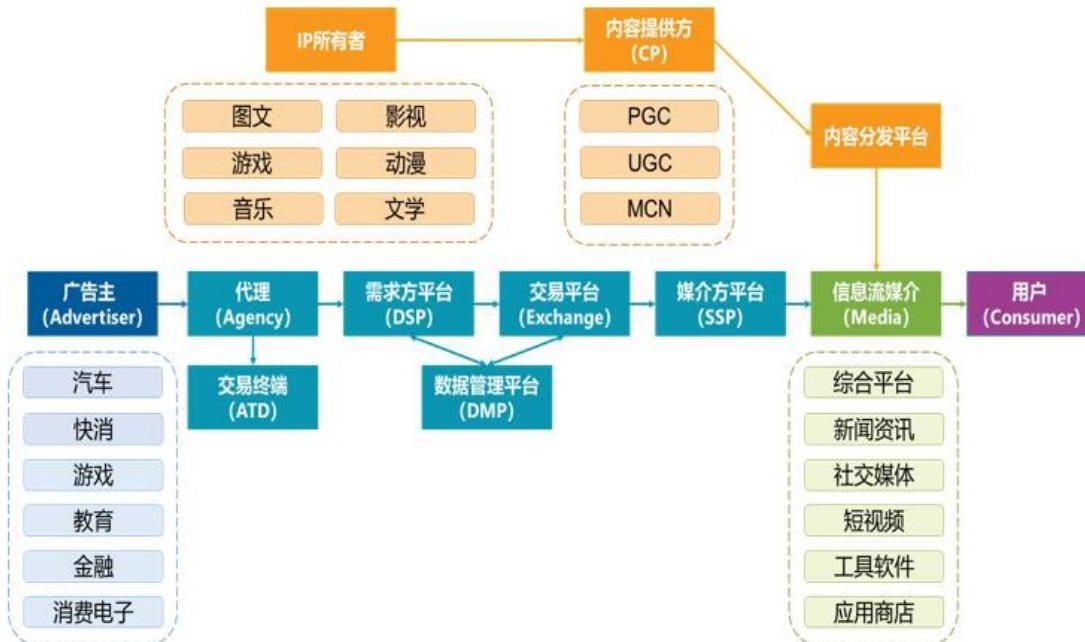 IP所有者
内容提供方
(CP)
图文
影视
游戏
动漫
音乐
文学
PGC
UGC
MCN
内容分发平台
广告主
(Advertiser)
代理
(Agency)
需求方平台
(DSP)
交易平台
(Exchange)
媒介方平台
(SSP)
信息流媒介
(Media)
用户
(Consumer)
交易终端
(ATD)
数据管理平台
(DMP)
汽车
快消
游戏
教育
金融
消费电子
综合平台
新闻资讯
社交媒体
短视频
工具软件
应用商店